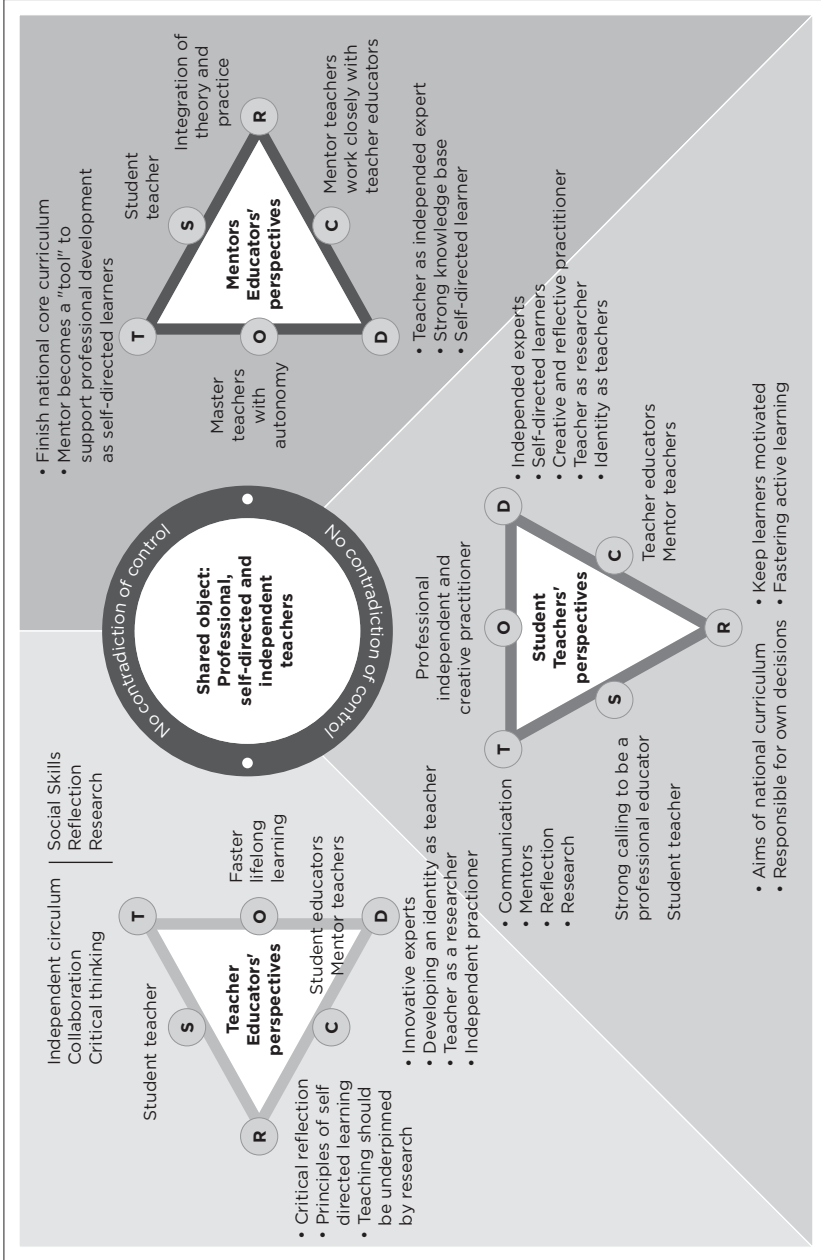 Independent circulum
Collaboration
Critical thinking
Social Skills
Reflection
Research
Student teacher
T
S
O
R
C
D
Teacher
Educators'
perspectives
Faster
lifelong
learning
Student educators
Mentor teachers
• Critical reflection
• Principles of self
directed learning
• Teaching should
be underpinned
by research
• Innovative experts
• Developing an identity as teacher
• Teacher as a researcher
• Independent practioner
No contradiction of control
Shared object:
Professional,
self-directed and
independent
teachers
No contradiction of control
• Finish national core curriculum
• Mentor becomes a "tool" to
support professional development
as self-directed learners
Student
teacher
Integration of
theory and
practice
T
S
R
O
C
D
Mentors
Educators'
perspectives
Master
teachers
with
autonomy
Mentor teachers
work closely with
teacher educators
• Teacher as independent expert
• Strong knowledge base
• Self-directed learner
Professional
independent and
creative practitioner
T
O
D
S
C
R
Student
Teachers'
perspectives
• Communication
• Mentors
• Reflection
• Research
• Independed experts
• Self-directed learners
• Creative and reflective practitioner
• Teacher as researcher
• Identity as teachers
Strong calling to be a
professional educator
Student teacher
Teacher educators
Mentor teachers
• Aims of national curriculum
• Responsible for own decisions
• Keep learners motivated
• Fastering active learning